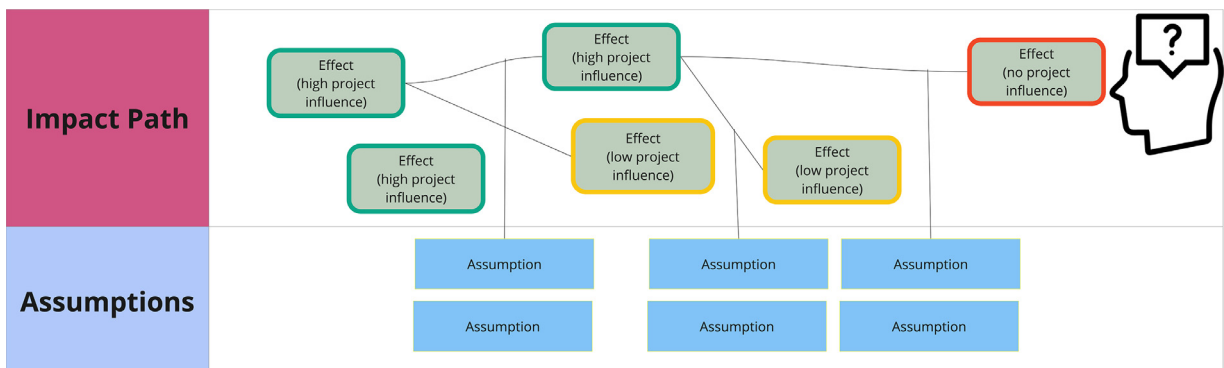 Impact Path
Effect
(high project
influence)
Effect
(high project
influence)
Effect
(no project
influence)
?
Effect
(high project
influence)
Effect
(low project
influence)
Effect
(low project
influence)
Assumptions
Assumption
Assumption
Assumption
Assumption
Assumption
Assumption